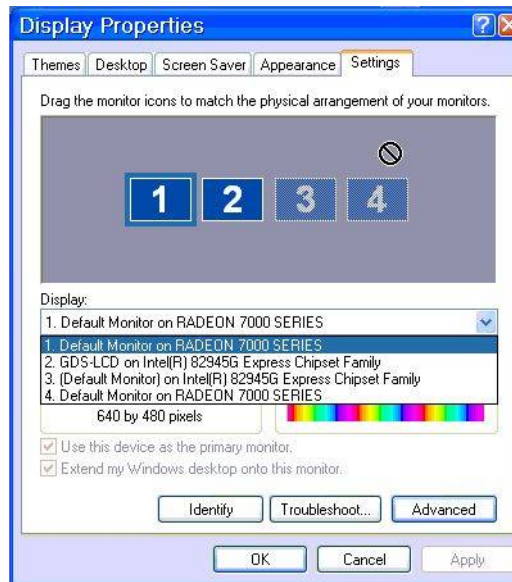 Display Properties
Themes Desktop Screen Saver Appearance Settings
Drag the monitor icons to match the physical arrangement of your monitors.
1 2 3 4
Display:
1. Default Monitor on RADEON 7000 SERIES
1. Default Monitor on RADEON 7000 SERIES
2. GDS-LCD on Intel(R) 82945G Express Chipset Family
3. (Default Monitor) on Intel(R) 82945G Express Chipset Family
4. Default Monitor on RADEON 7000 SERIES
640 by 480 pixels
Use this device as the primary monitor.
Extend my Windows desktop onto this monitor.
Identify Troubleshoot... Advanced
OK Cancel Apply